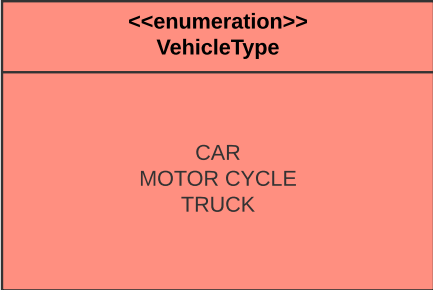 <<enumeration>>
VehicleType
CAR
MOTOR CYCLE
TRUCK